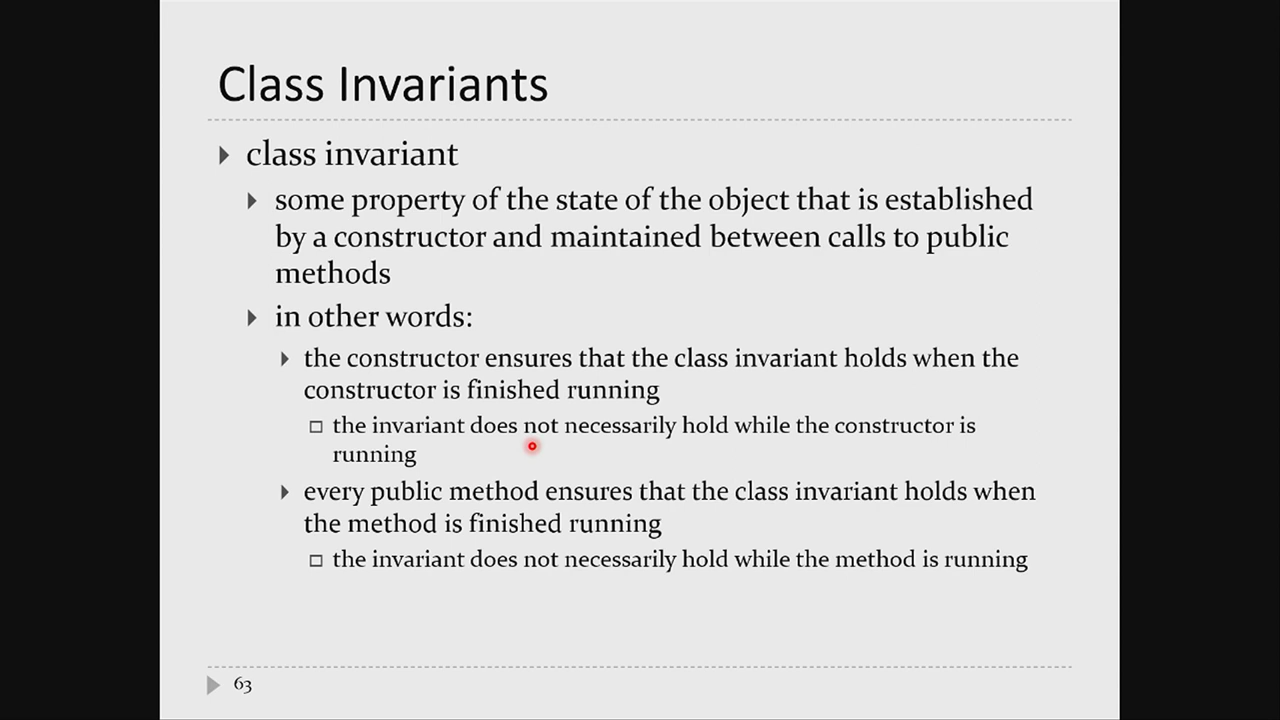 Class Invariants
class invariant
some property of the state of the object that is established
by a constructor and maintained between calls to public
methods
in other words:
the constructor ensures that the class invariant holds when the
constructor is finished running
the invariant does not necessarily hold while the constructor is
running
every public method ensures that the class invariant holds when
the method is finished running
the invariant does not necessarily hold while the method is running
63